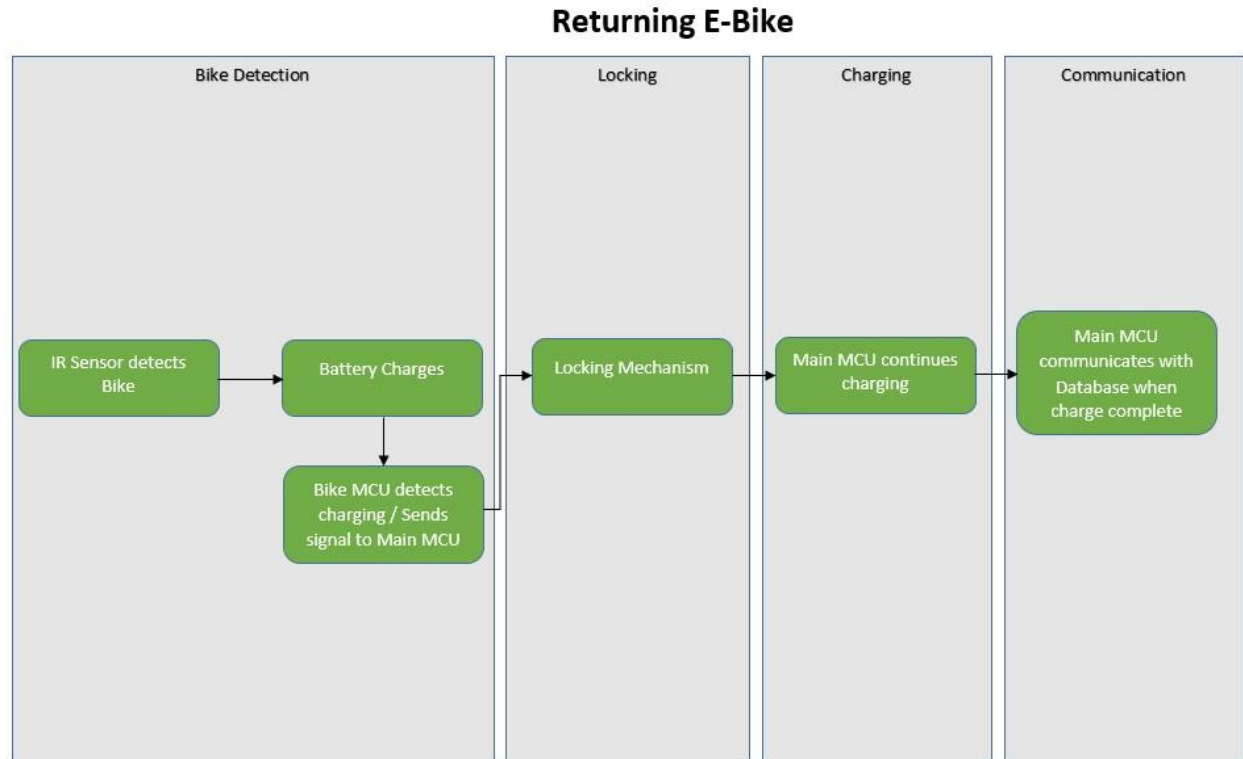 Returning E-Bike
Bike Detection
Locking
Charging
Communication
IR Sensor detects
Bike
Battery Charges
Bike MCU detects
charging / Sends
signal to Main MCU
Locking Mechanism
Main MCU continues
charging
Main MCU
communicates with
Database when
charge complete